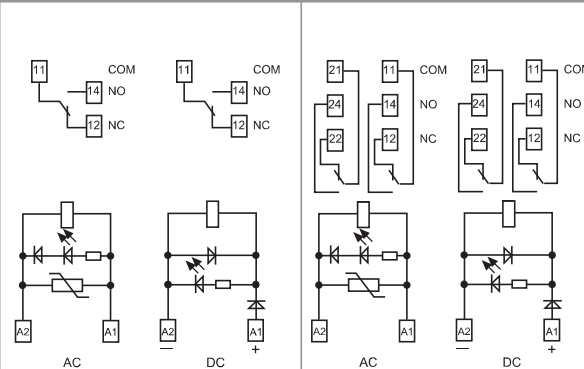 11 COM 11 COM 21 11 COM 21 11 COM
14 NO 14 NO 24 14 NO 24 14 NO
12 NC 12 NC 22 12 NC 22 12 NC
A2 A1 A2 A1 A2 A1 A2 A1
— + — +
AC DC AC DC